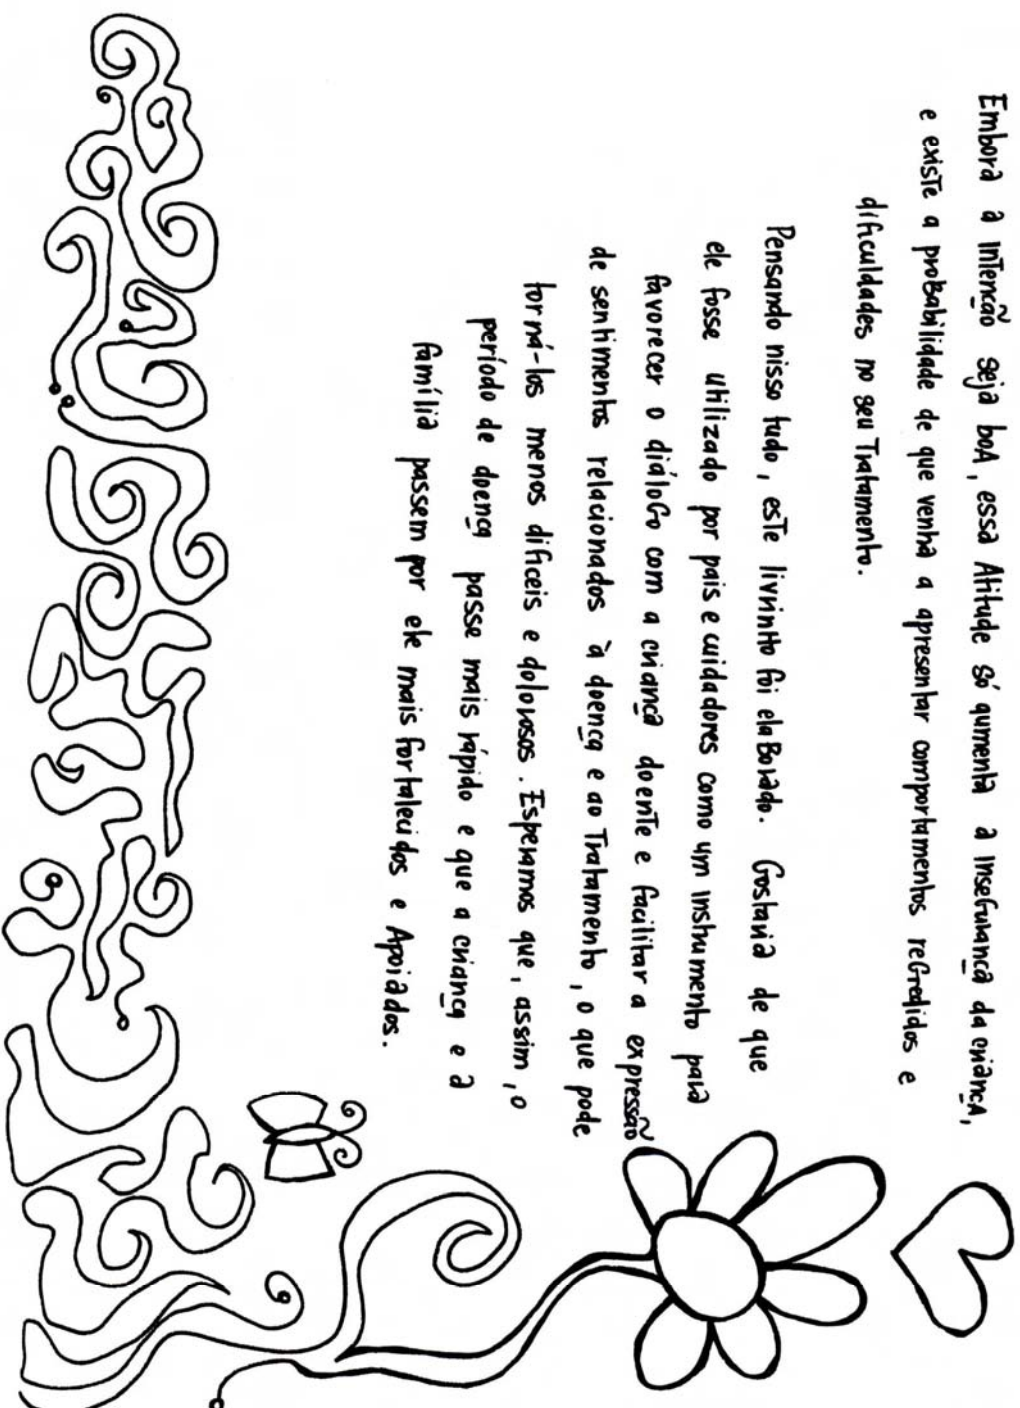 Embora a intenção seja boA, essa Atitude só aumenta a inseGurança da criançA,
e existe a proBaBilidade de que venha a apresentar comportamentos reGredidos e
dificuldades no seu Tratamento.
Pensando nisso tudo, esTe livrinho foi elaBorado. Gostaria de que
ele fosse utilizado por pais e cuidadores como um instrumento para
favorecer o diáloGo com a criança doenTe e facilitar a expressão
de sentimentos relacionados à doença e ao Tratamento, o que pode
torná-los menos difíceis e dolorosos. Esperamos que, assim, o
período de doença passe mais rápido e que a criança e a
família passem por ele mais fortalecidos e Apoiados.